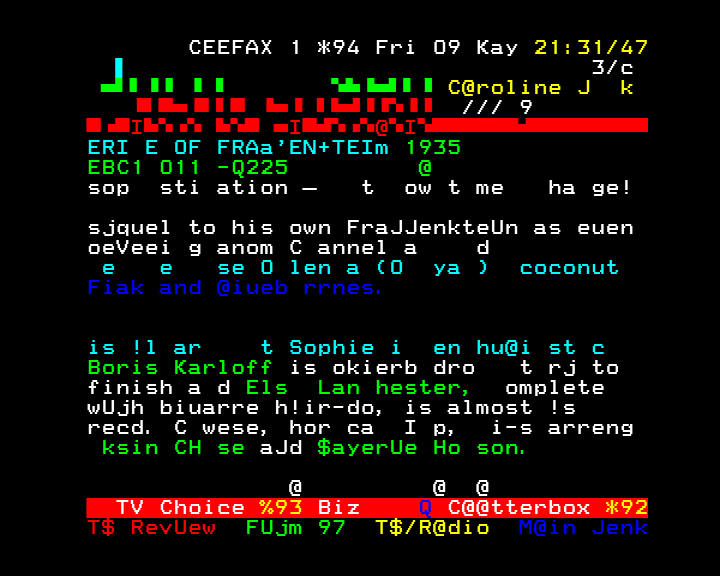 CEEFAX 1 *94 Fri 09 Kay 21:31/47
3/c
C@roline J  k
/// 9
ERI E OF FRAa'EN+TEIm 1935
EBC1 O11 -Q225         @
sop  sti ation —   t  ow t me   ha ge!
sjquel to his own FraJJenkteUn as euen
oeVeei g anom C annel a    d
e   e   se O len a (O  ya )  coconut
Fiak and @iueb rrnes.
is !l ar    t Sophie i  en hu@i st c
Boris Karloff is okierb dro   t rj to
finish a d Els  Lan hester,  omplete
wUjh biuarre h!ir-do, is almost !s
recd. C wese, hor ca  I p,  i-s arreng
ksin CH se aJd $ayerUe Ho son.
@         @  @
TV Choice %93 Biz    Q C@@tterbox *92
T$ RevUew  FUjm 97  T$/R@dio  M@in Jenk